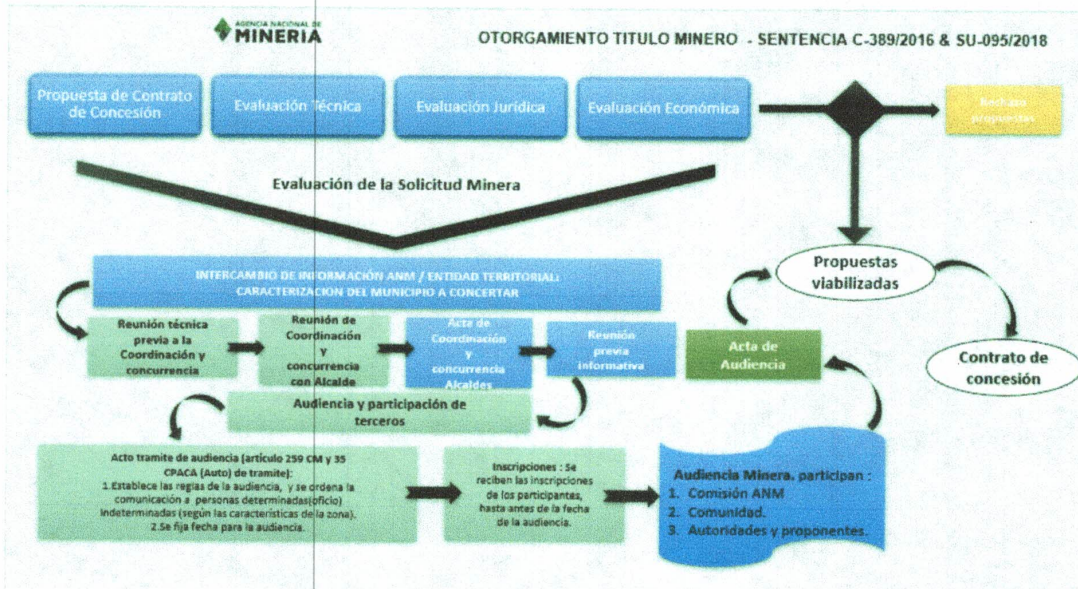 AGENCIA NACIONAL DE
MINERIA
OTORGAMIENTO TITULO MINERO - SENTENCIA C-389/2016 & SU-095/2018
Propuesta de Contrato
de Concesión
Evaluación Técnica
Evaluación Jurídica
Evaluación Económica
Rechazo
propuestas
Evaluación de la Solicitud Minera
INTERCAMBIO DE INFORMACIÓN ANM / ENTIDAD TERRITORIAL:
CARACTERIZACIÓN DEL MUNICIPIO A CONCERTAR
Propuestas
viabilizadas
Reunión técnica
previa a la
Coordinación y
concurrencia
Reunión de
Coordinación
y
concurrencia
con Alcalde
Acta de
Coordinación
y
concurrencia
Alcaldes
Reunión
previa
informativa
Acta de
Audiencia
Contrato de
concesión
Audiencia y participación de
terceros
Acto tramite de audiencia (artículo 259 CM y 35
CPACA (Auto) de tramite):
1.Establece las reglas de la audiencia, y se ordena la
comunicación a personas determinadas(oficio)
indeterminadas (según las características de la zona).
2.Se fija fecha para la audiencia.
Inscripciones : Se
reciben las inscripciones
de los participantes,
hasta antes de la fecha
de la audiencia.
Audiencia Minera. participan :
1. Comisión ANM
2. Comunidad.
3. Autoridades y proponentes.